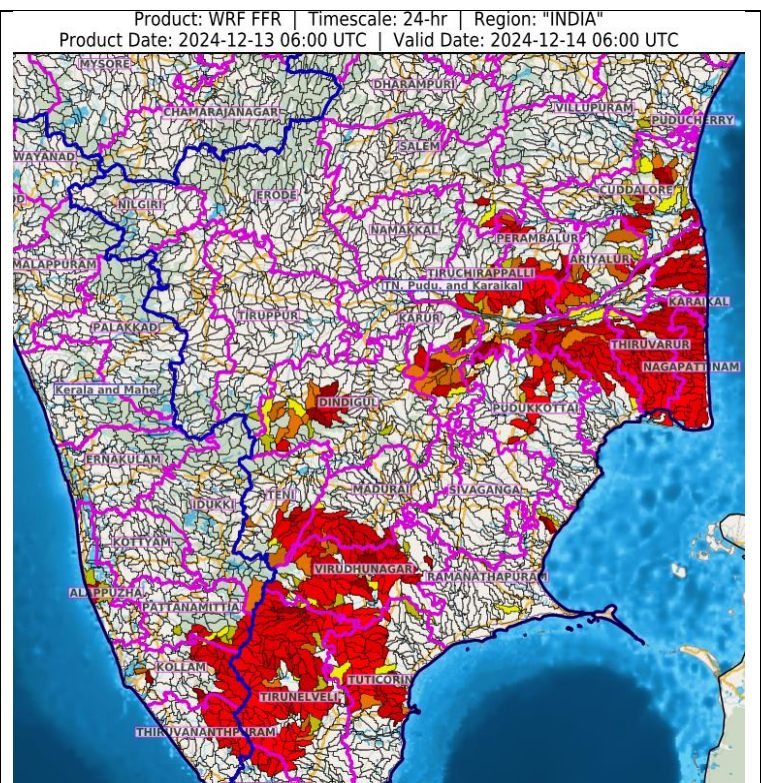 Product: WRF FFR | Timescale: 24-hr | Region: "INDIA"
Product Date: 2024-12-13 06:00 UTC | Valid Date: 2024-12-14 06:00 UTC
MYSORE
DHARAMPURI
CHAMARAJANAGAR
VILLUPURAM
PUDUCHERRY
SALEM
WAYANAD
CUDDALORE
ERODE
NILGIRI
NAMAKKAL
PERAMBALUR
MALAPPURAM
ARIYALUR
TIRUCHIRAPPALLI
TN. Pudu. and Karaikal
KARAIKAL
TIRUPPUR
KARUR
PALAKKAD
THIRUVARUR
NAGAPATTINAM
Kerala and Mahe
DINDIGUL
PUDUKKOTTAI
ERNAKULAM
MADURAI
SIVAGANGA
TENI
IDUKKI
KOTTYAM
VIRUDHUNAGAR
RAMANATHAPURAM
ALAPPUZHA
PATTANAMITTIA
KOLLAM
TUTICORIN
TIRUNELVELI
THIRUVANANTHPURAM